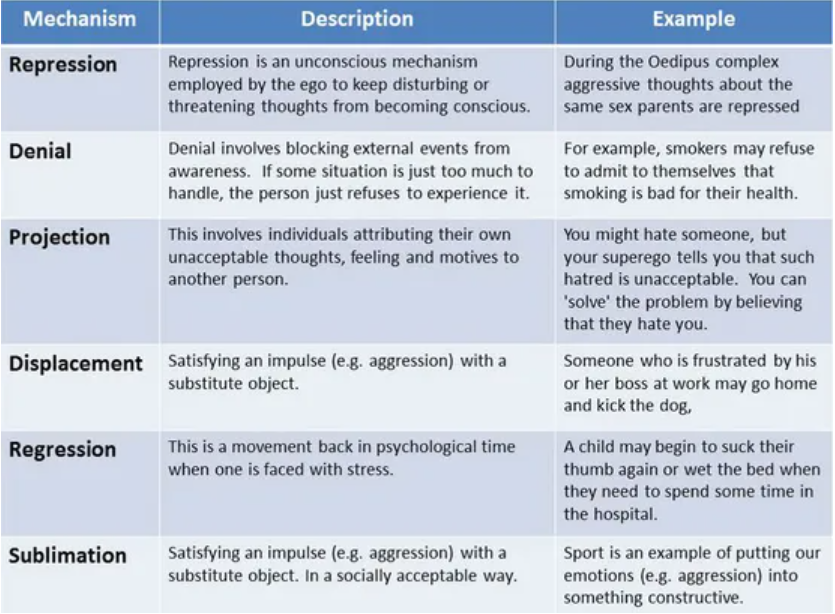 Mechanism Description Example
Repression
Repression is an unconscious mechanism
employed by the ego to keep disturbing or
threatening thoughts from becoming conscious.
During the Oedipus complex
aggressive thoughts about the
same sex parents are repressed
Denial
Denial involves blocking external events from
awareness. If some situation is just too much to
handle, the person just refuses to experience it.
For example, smokers may refuse
to admit to themselves that
smoking is bad for their health.
Projection
This involves individuals attributing their own
unacceptable thoughts, feeling and motives to
another person.
You might hate someone, but
your superego tells you that such
hatred is unacceptable. You can
'solve' the problem by believing
that they hate you.
Displacement
Satisfying an impulse (e.g. aggression) with a
substitute object.
Someone who is frustrated by his
or her boss at work may go home
and kick the dog,
Regression
This is a movement back in psychological time
when one is faced with stress.
A child may begin to suck their
thumb again or wet the bed when
they need to spend some time in
the hospital.
Sublimation
Satisfying an impulse (e.g. aggression) with a
substitute object. In a socially acceptable way.
Sport is an example of putting our
emotions (e.g. aggression) into
something constructive.